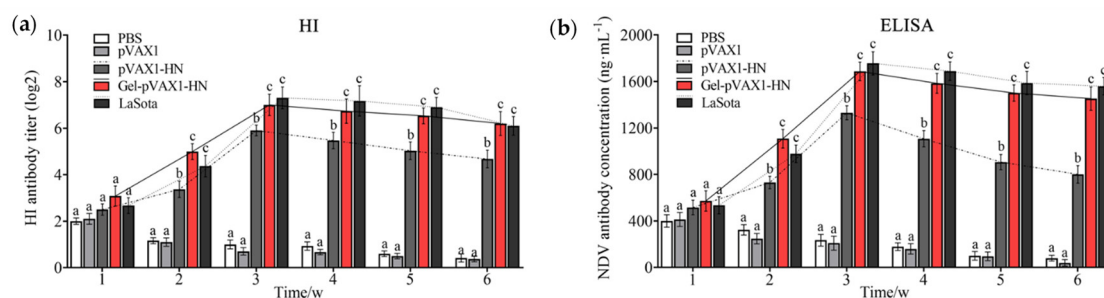 (a)
HI
HI antibody titer (log2)
10
8
6
4
2
0
PBS
pVAX1
pVAX1-HN
Gel-pVAX1-HN
LaSota
a a a a a
a a b c c
a a b c c
a a b c c
a a b c c
a a b c c
1 2 3 4 5 6
Time/w
(b)
ELISA
NDV antibody concentration (ng·mL⁻¹)
2000
1600
1200
800
400
0
PBS
pVAX1
pVAX1-HN
Gel-pVAX1-HN
LaSota
a a a a a
a a b c c
a a b c c
a a b c c
a a b c c
a a b c c
1 2 3 4 5 6
Time/w